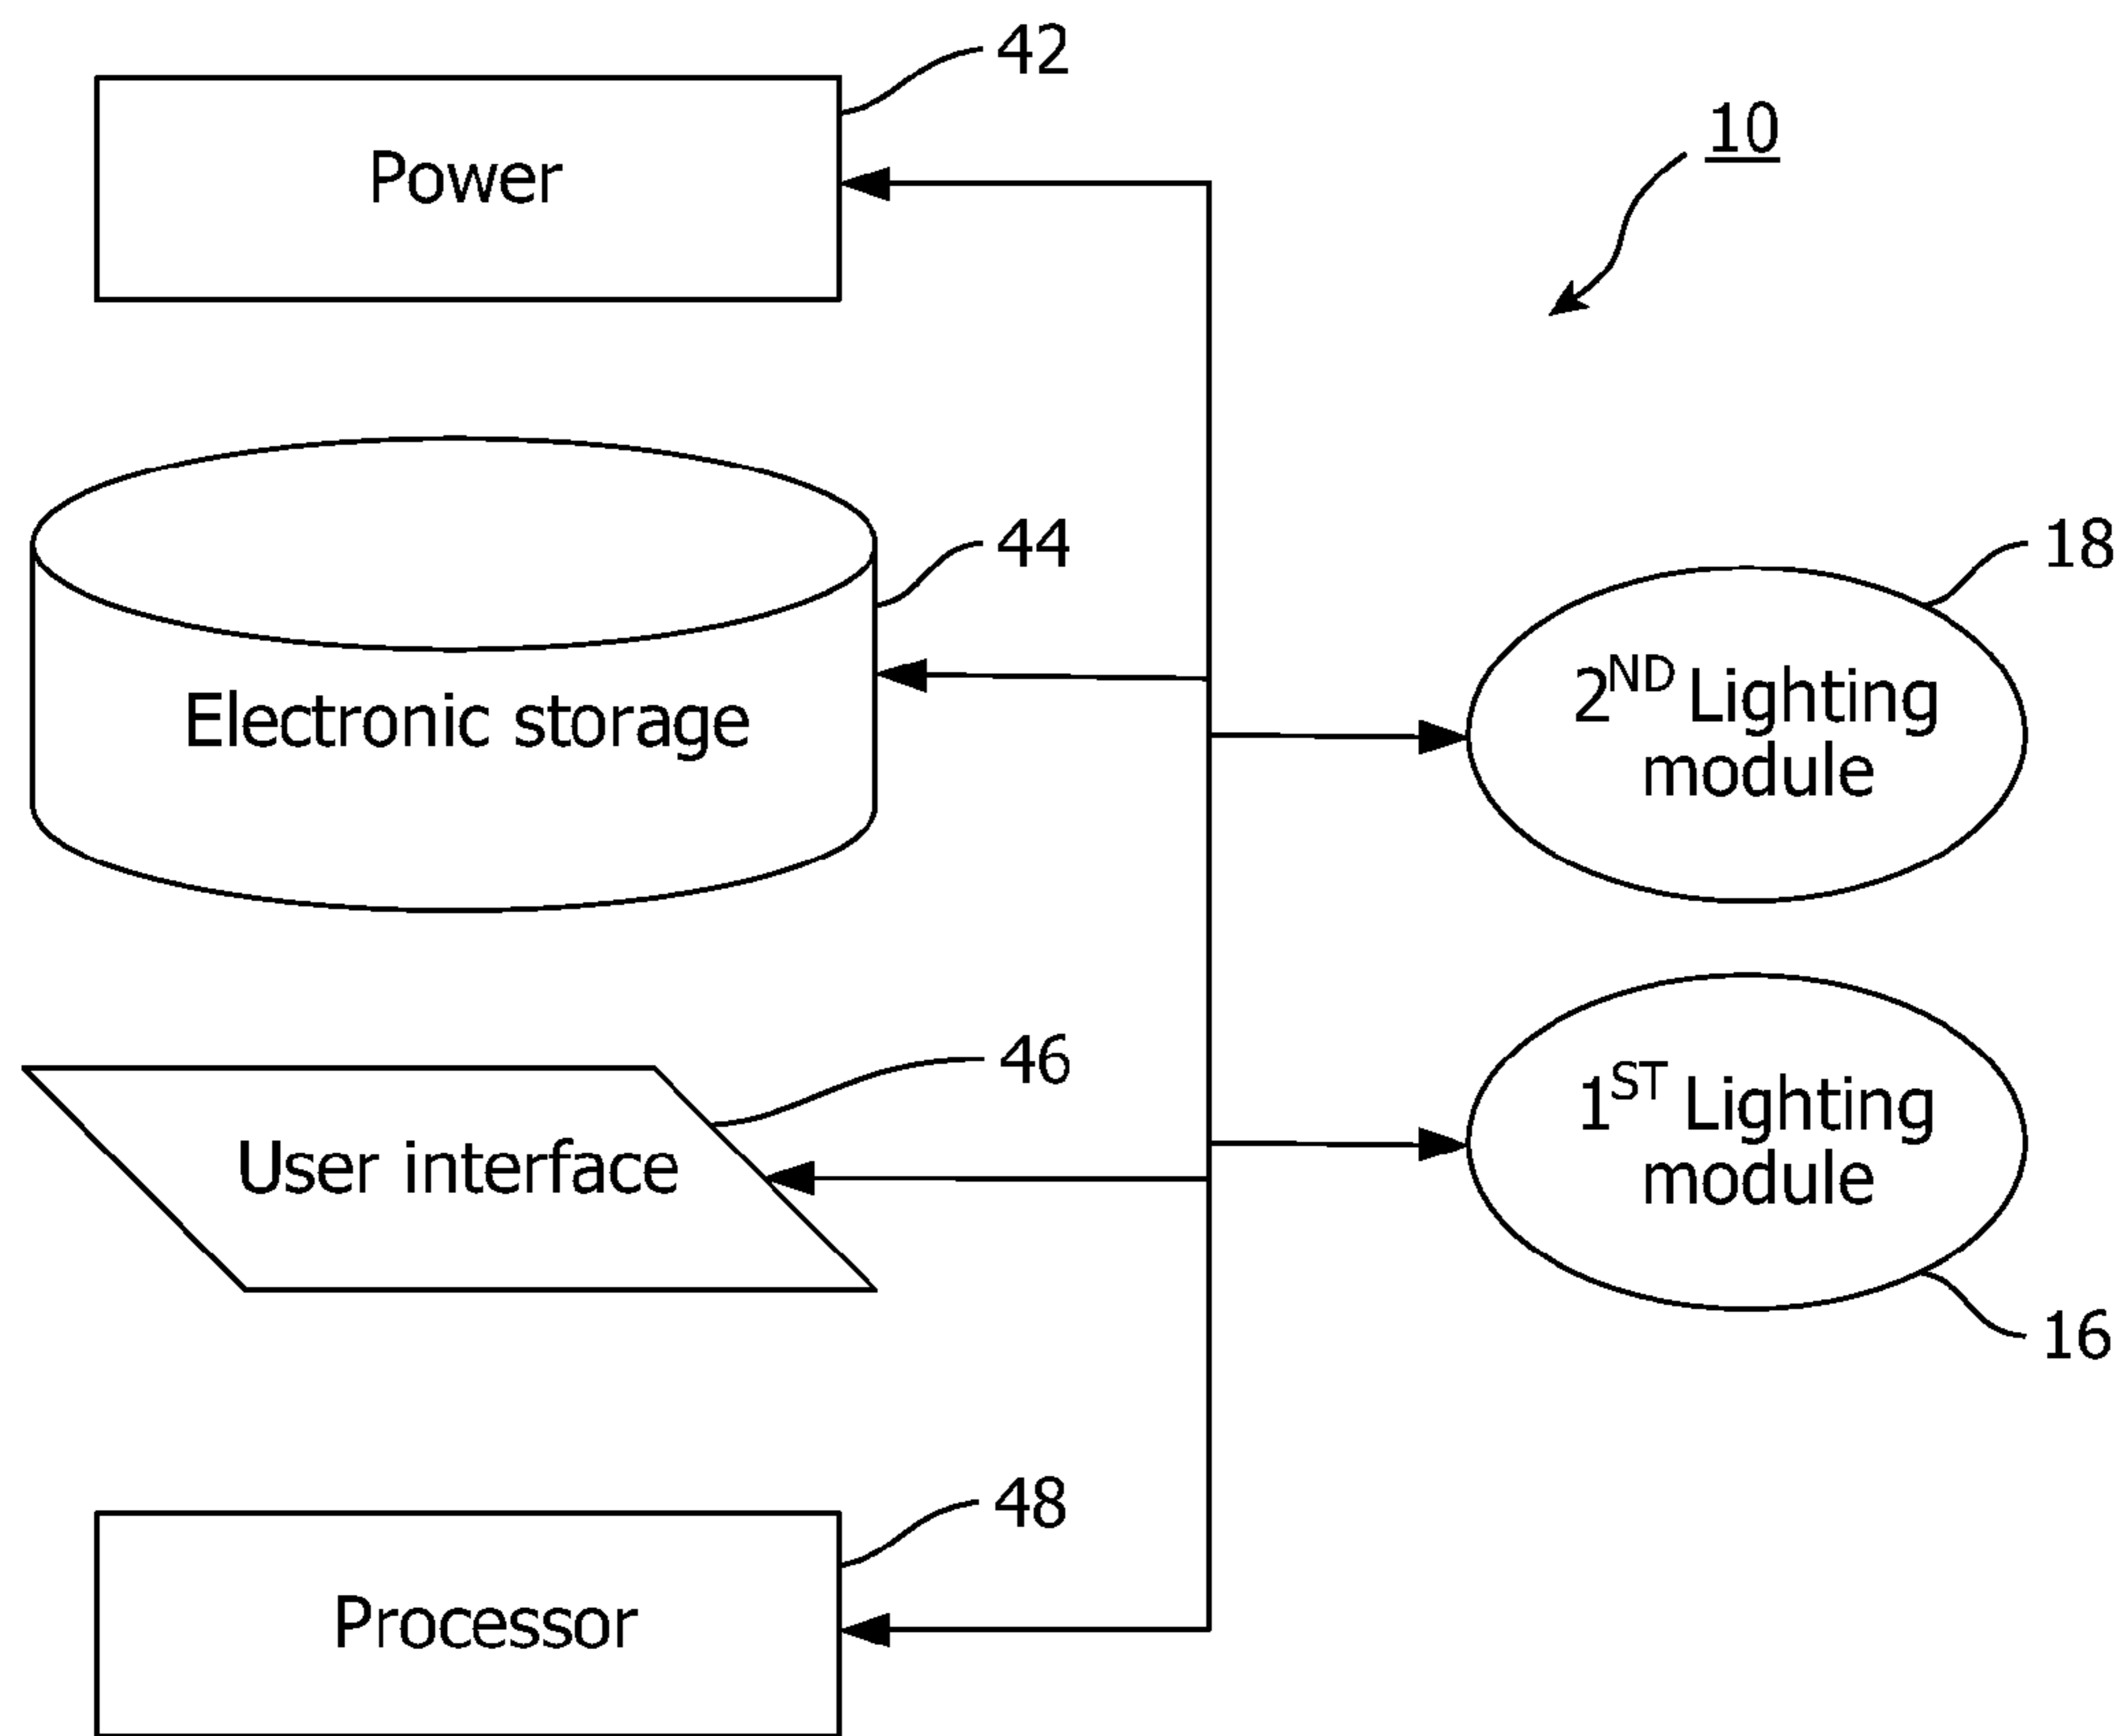 42
Power
10
44
Electronic storage
18
2ND Lighting
module
46
User interface
1ST Lighting
module
16
48
Processor